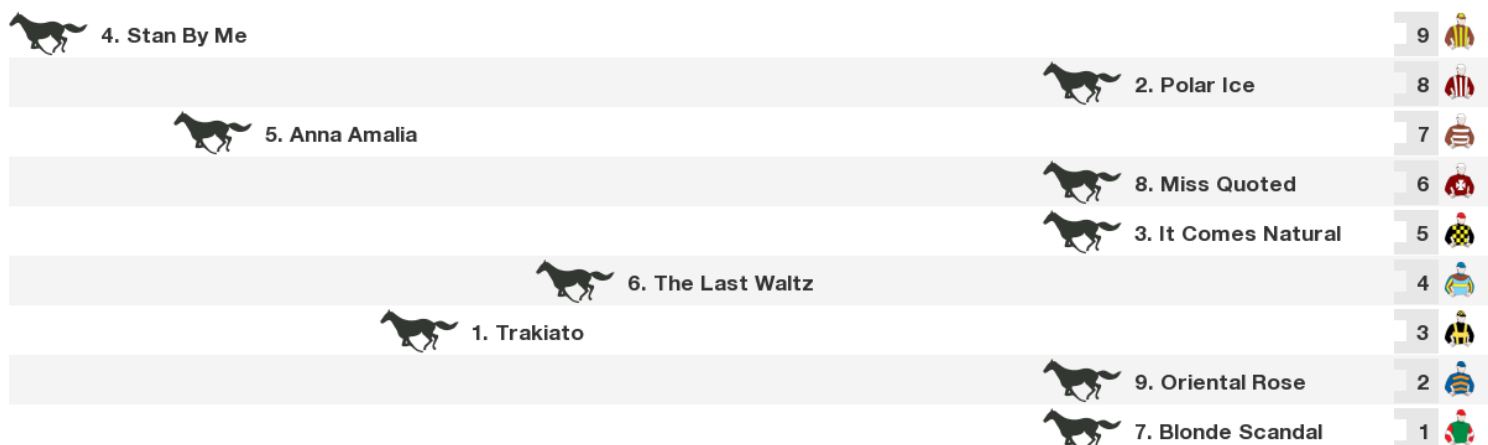 4. Stan By Me 9
2. Polar Ice 8
5. Anna Amalia 7
8. Miss Quoted 6
3. It Comes Natural 5
6. The Last Waltz 4
1. Trakiato 3
9. Oriental Rose 2
7. Blonde Scandal 1